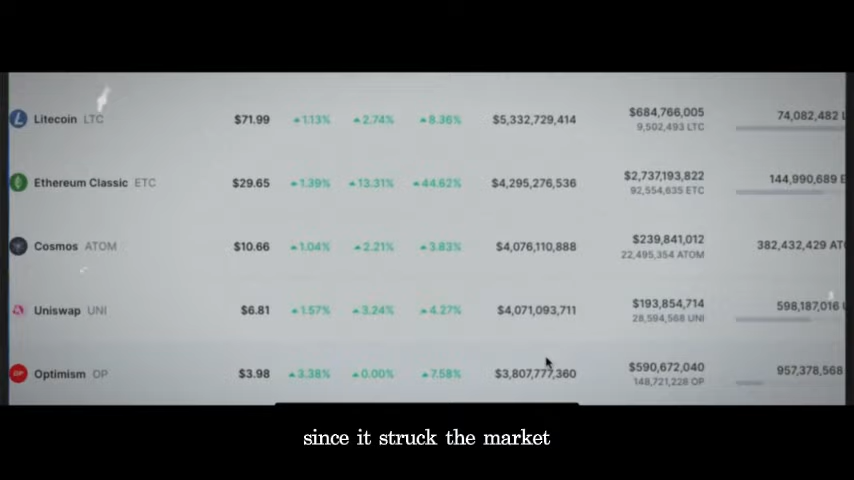 Litecoin LTC $71.99 1.13% 2.74% 8.36% $5,332,729,414 $684,766,005 74,082,482
9,502,493 LTC
Ethereum Classic ETC $29.65 1.39% 13.31% 44.62% $4,295,276,536 $2,737,193,822 144,990,689 E
92,554,635 ETC
Cosmos ATOM $10.66 1.04% 2.21% 3.83% $4,076,110,888 $239,841,012 382,432,429 ATO
22,495,354 ATOM
Uniswap UNI $6.81 1.57% 3.24% 4.27% $4,071,093,711 $193,854,714 598,187,016
28,594,568 UNI
OP Optimism OP $3.98 3.38% 0.00% 7.58% $3,807,777,360 $590,672,040 957,378,568
148,721,228 OP
since it struck the market